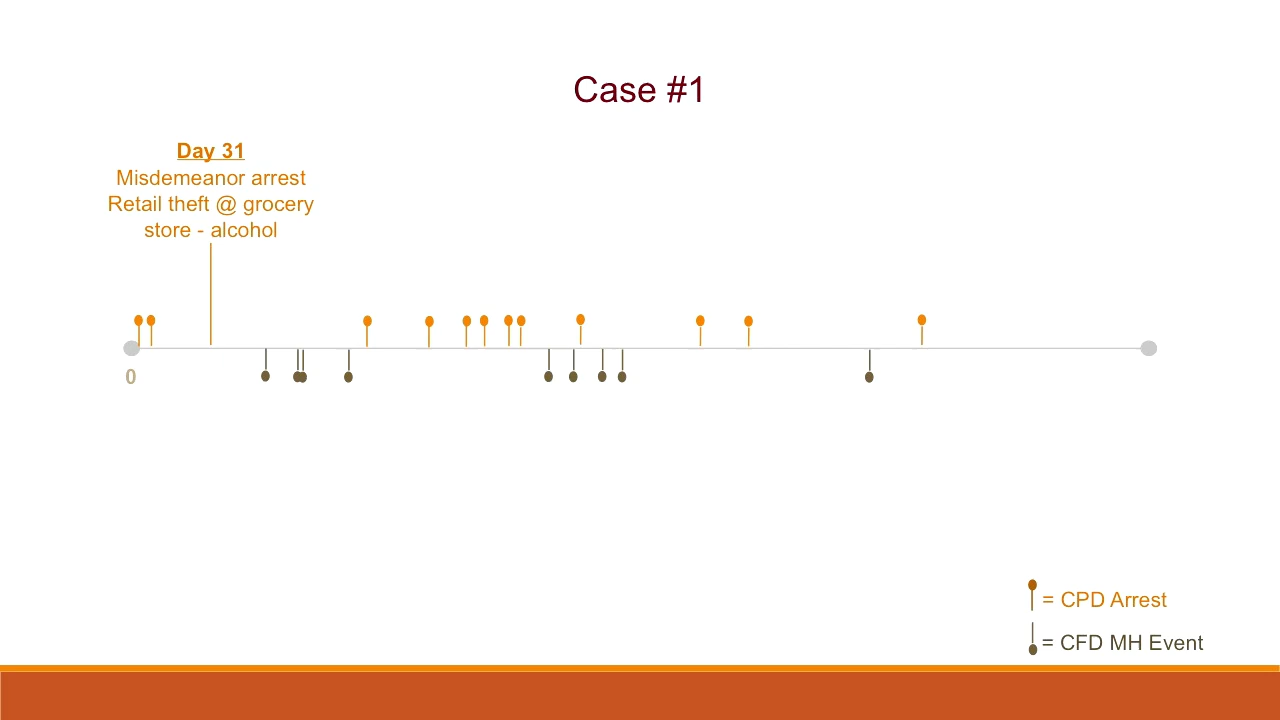 Case #1
Day 31
Misdemeanor arrest
Retail theft @ grocery
store - alcohol
0
= CPD Arrest
= CFD MH Event